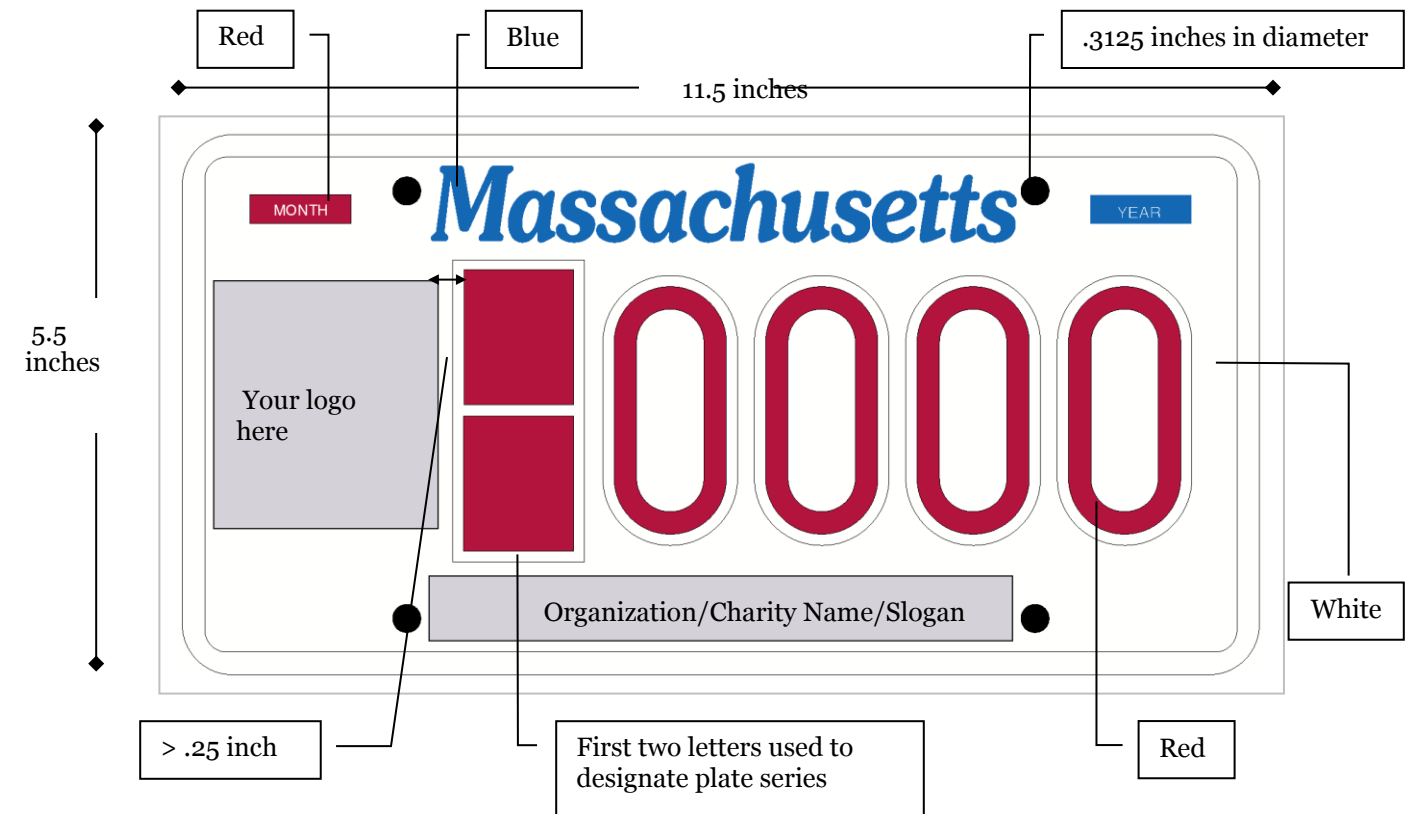 Red
Blue
.3125 inches in diameter
11.5 inches
Massachusetts
MONTH
YEAR
5.5
inches
Your logo
here
0000
Organization/Charity Name/Slogan
White
> .25 inch
First two letters used to
designate plate series
Red